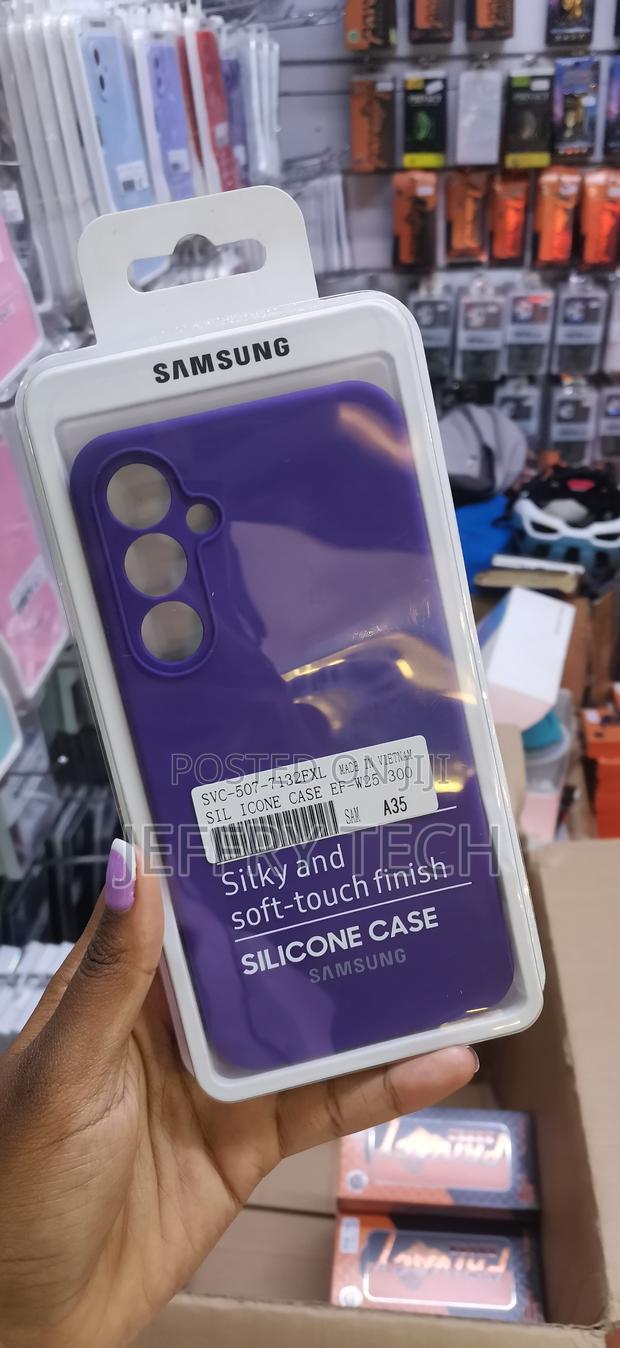 SAMSUNG
SVC-507-7132FXL MADE IN VIETNAM
SIL ICONE CASE EF-W25 300
SAM A35
POSTED ON JIJI
JEFFRY TECH
Silky and
soft-touch finish
SILICONE CASE
SAMSUNG